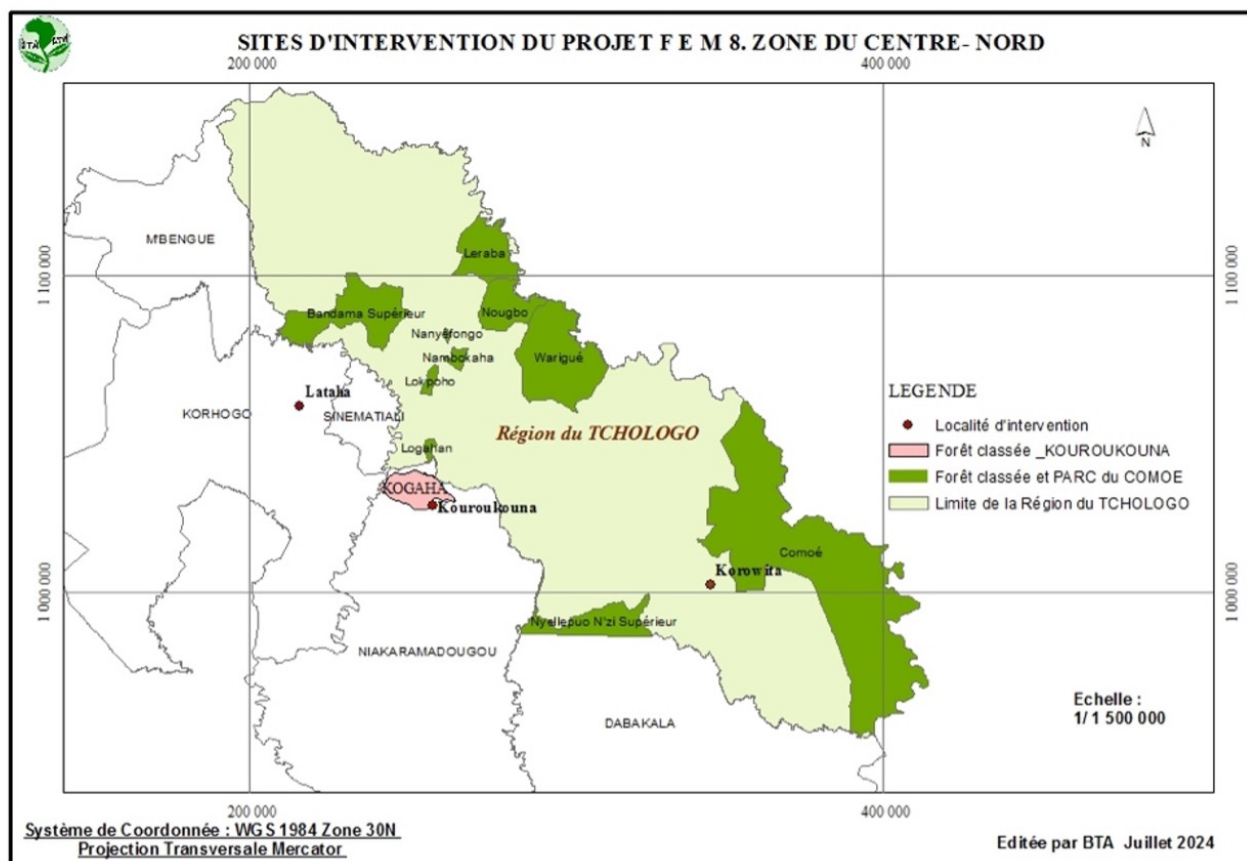 BTA BTA
SITES D'INTERVENTION DU PROJET F E M 8. ZONE DU CENTRE- NORD
200 000
400 000
N
M'BENGUE
Leraba
1 100 000
1 100 000
Bandama Supérieur
Nougbo
Nanyéfongo
Nambokaha
Warigué
Lokpoho
LEGENDE
Lataha
KORHOGO
SINEMATIALI
Région du TCHOLOGO
Localité d'intervention
Logahan
Forêt classée _KOUROUKOUNA
Forêt classée et PARC du COMOE
KOGAHA
Limite de la Région du TCHOLOGO
Kouroukouna
Comoé
Korowita
1 000 000
1 000 000
Nyellepuo N'zi Supérieur
NIAKARAMADOUGOU
DABAKALA
Echelle :
1/ 1 500 000
200 000
400 000
Système de Coordonnée : WGS 1984 Zone 30N
Projection Transversale Mercator
Editée par BTA Juillet 2024